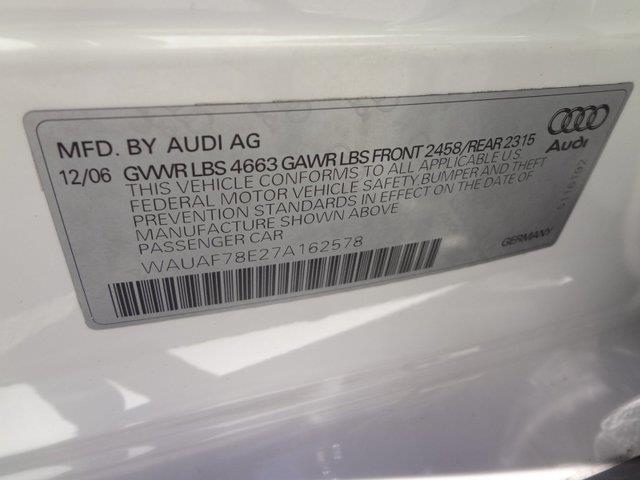 MFD. BY AUDI AG
12/06 GVWR LBS 4663 GAWR LBS FRONT 2458/REAR 2315
THIS VEHICLE CONFORMS TO ALL APPLICABLE U.S.
FEDERAL MOTOR VEHICLE SAFETY, BUMPER AND THEFT
PREVENTION STANDARDS IN EFFECT ON THE DATE OF
MANUFACTURE SHOWN ABOVE
PASSENGER CAR
WAUAF78E27A162578
Audi
GERMANY